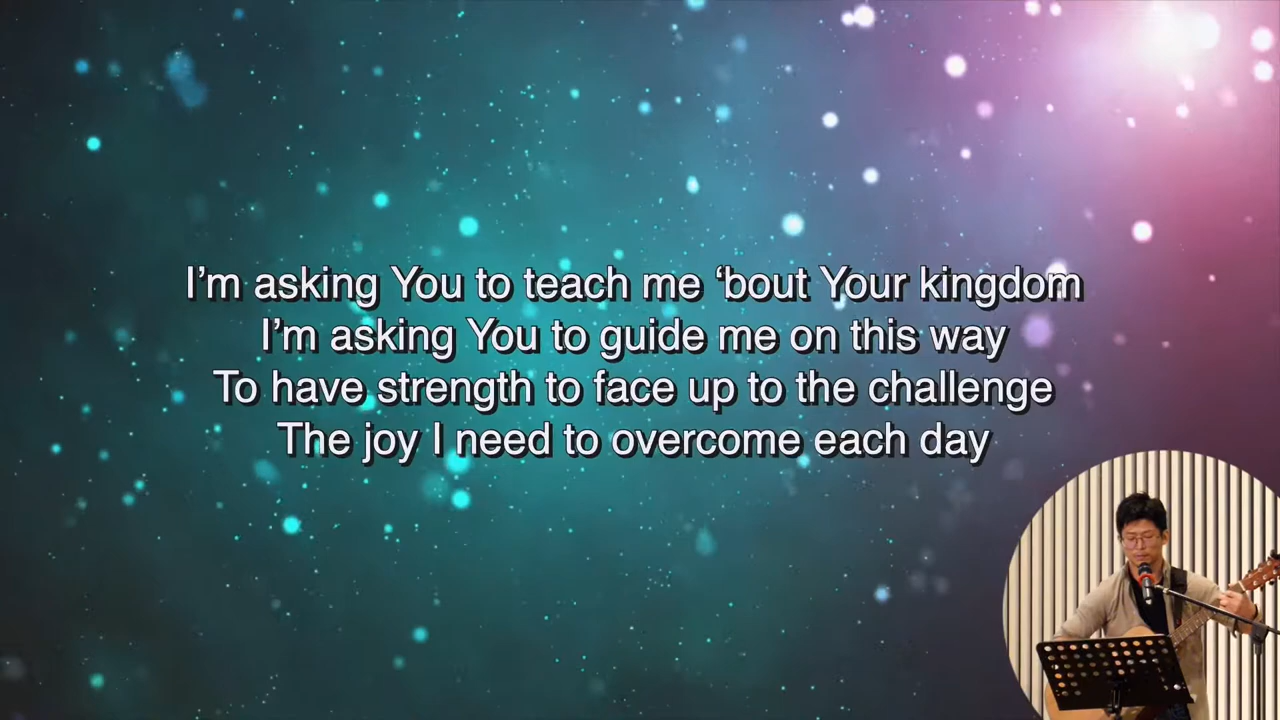 I’m asking You to teach me ‘bout Your kingdom
I’m asking You to guide me on this way
To have strength to face up to the challenge
The joy I need to overcome each day